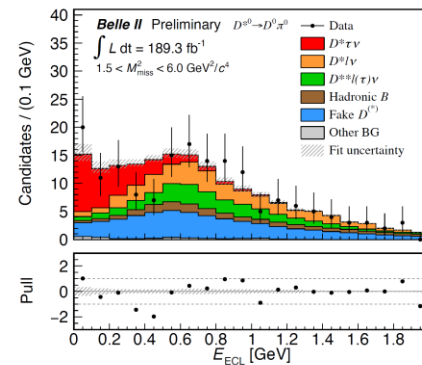 Belle II Preliminary D*⁰→D⁰π⁰
∫ L dt = 189.3 fb⁻¹
1.5 < M²miss < 6.0 GeV²/c⁴
Data
D*τν
D*lν
D**l(τ)ν
Hadronic B
Fake D(*)
Other BG
Fit uncertainty
Candidates / (0.1 GeV)
40
35
30
25
20
15
10
5
0
Pull
2
0
−2
0 0.2 0.4 0.6 0.8 1 1.2 1.4 1.6 1.8
E_ECL [GeV]